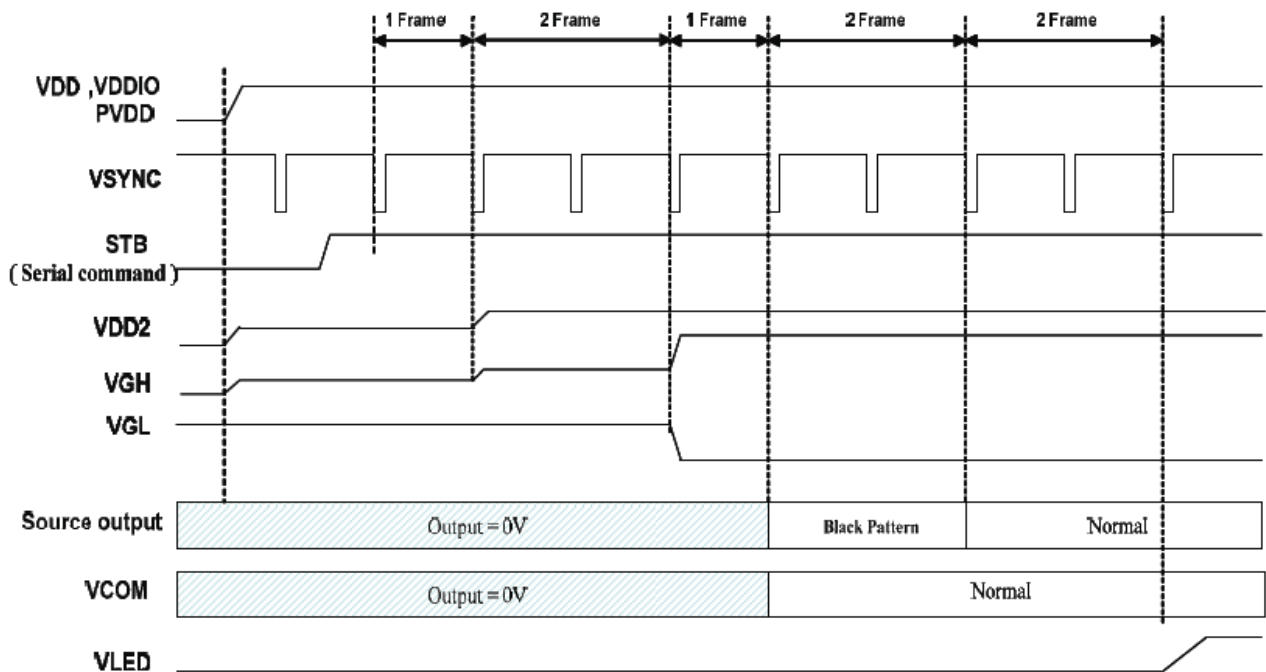 1 Frame 2 Frame 1 Frame 2 Frame 2 Frame
VDD ,VDDIO
PVDD
VSYNC
STB
( Serial command )
VDD2
VGH
VGL
Source output Output = 0V Black Pattern Normal
VCOM Output = 0V Normal
VLED